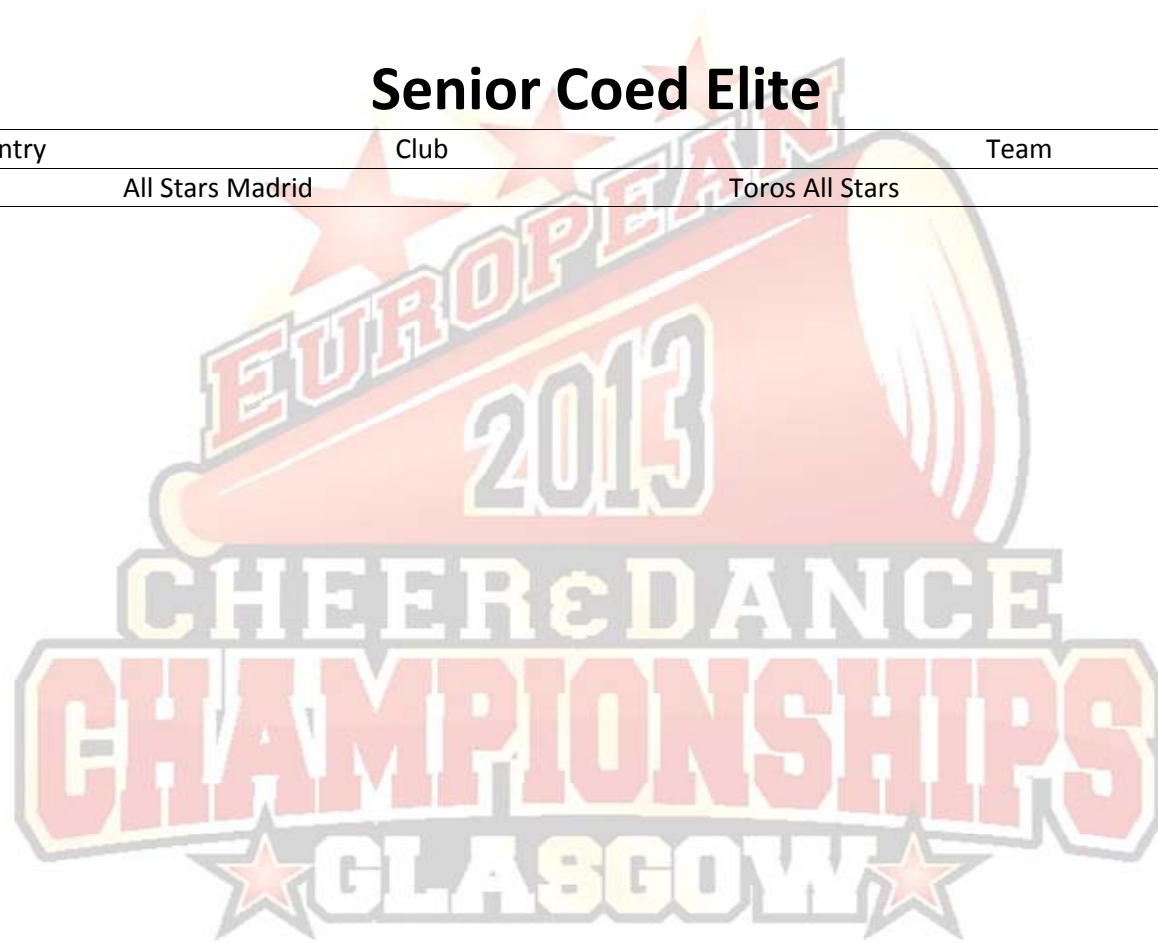 Senior Coed Elite
ntry Club Team
All Stars Madrid Toros All Stars
EUROPEAN
2013
CHEER&DANCE
CHAMPIONSHIPS
GLASGOW